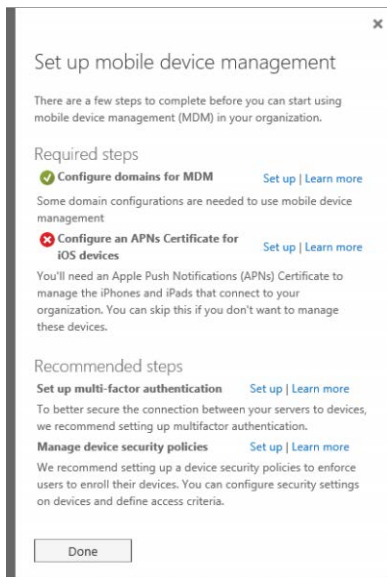 Set up mobile device management
There are a few steps to complete before you can start using
mobile device management (MDM) in your organization.
Required steps
Configure domains for MDM Set up | Learn more
Some domain configurations are needed to use mobile device
management
Configure an APNs Certificate for
iOS devices Set up | Learn more
You'll need an Apple Push Notifications (APNs) Certificate to
manage the iPhones and iPads that connect to your
organization. You can skip this if you don't want to manage
these devices.
Recommended steps
Set up multi-factor authentication Set up | Learn more
To better secure the connection between your servers to devices,
we recommend setting up multifactor authentication.
Manage device security policies Set up | Learn more
We recommend setting up a device security policies to enforce
users to enroll their devices. You can configure security settings
on devices and define access criteria.
Done